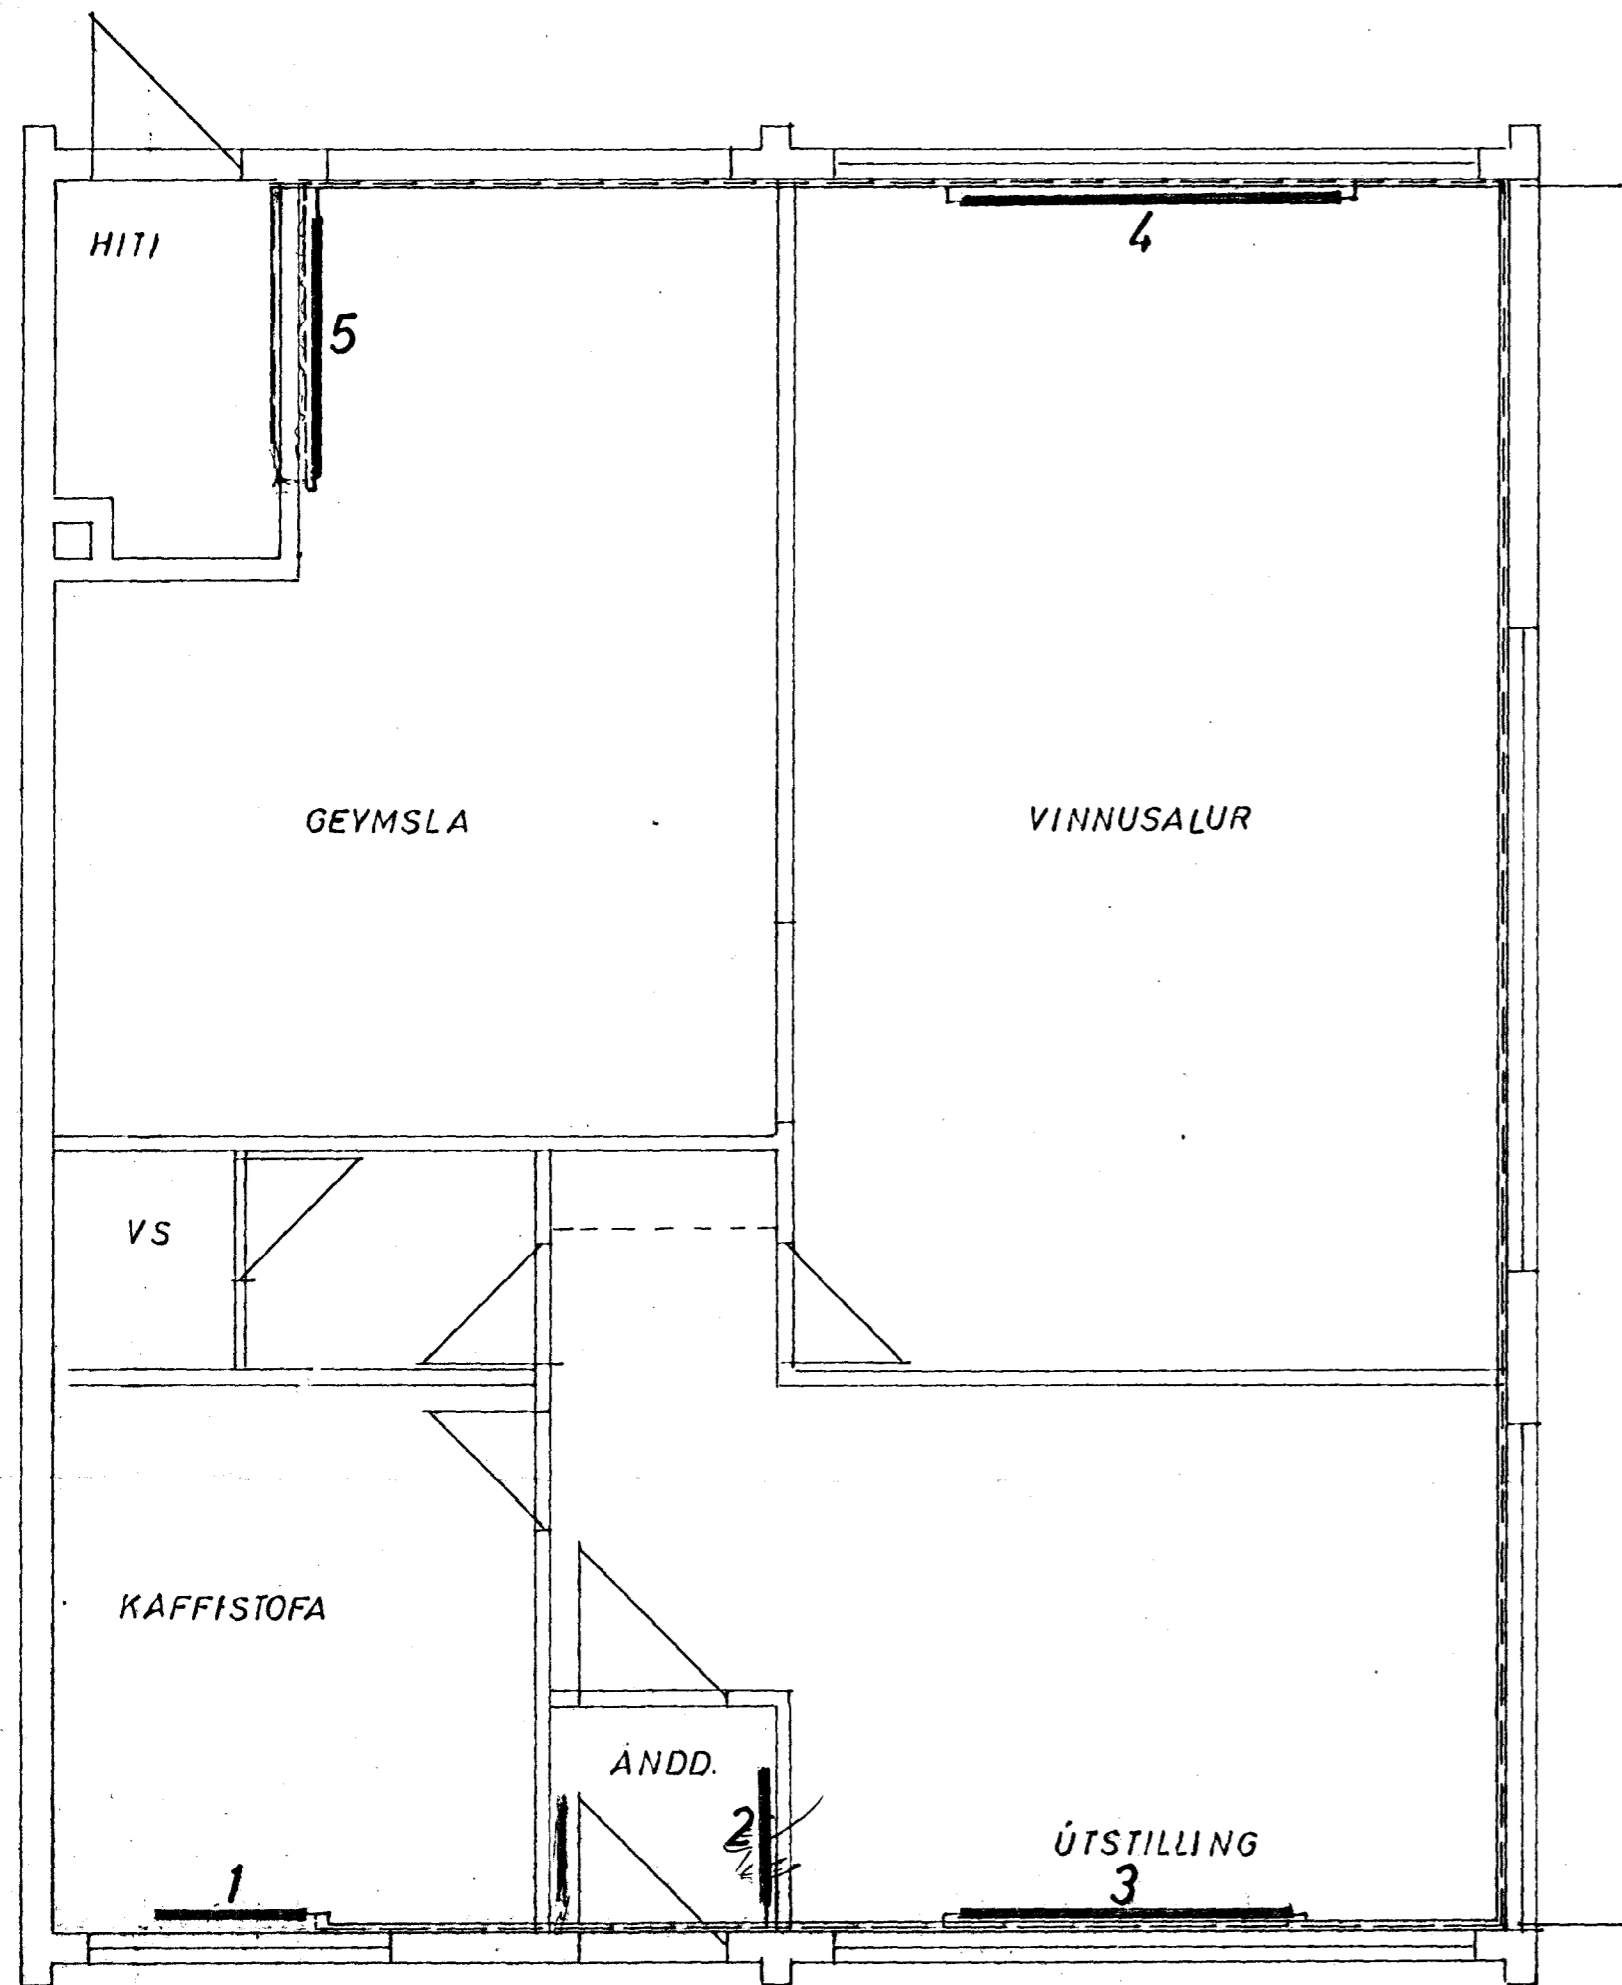 HITI
4
5
GEYMSLA
VINNUSALUR
VS
KAFFISTOFA
ANDD.
2
ÚTSTILLING
1
3